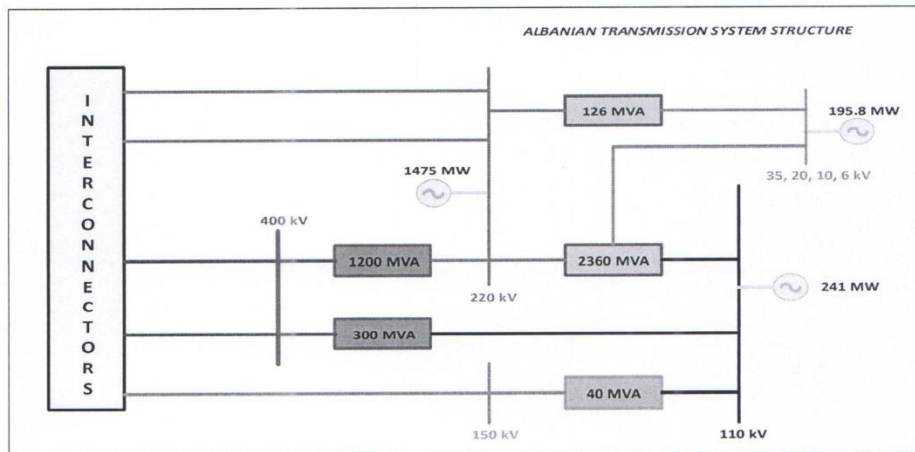 ALBANIAN TRANSMISSION SYSTEM STRUCTURE
INTERCONNECTORS
126 MVA
195.8 MW
1475 MW
35, 20, 10, 6 kV
400 kV
1200 MVA
2360 MVA
220 kV
241 MW
300 MVA
40 MVA
150 kV
110 kV